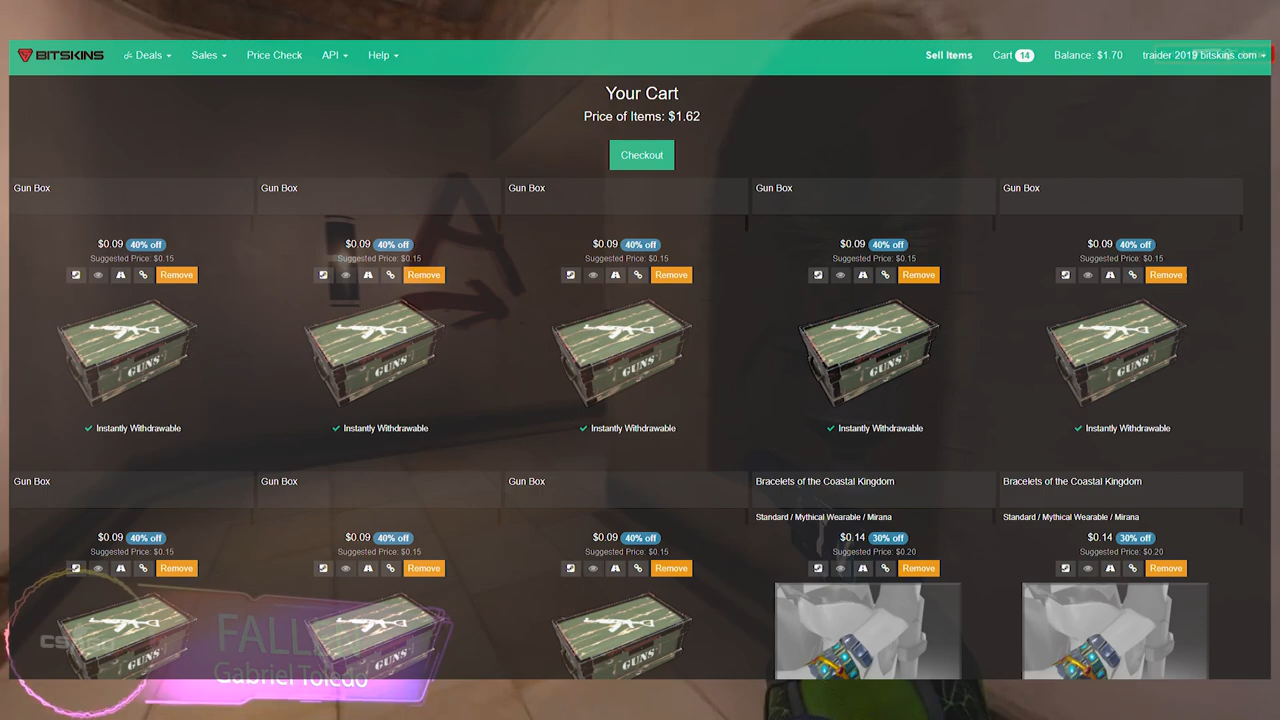 BITSKINS Deals Sales Price Check API Help Sell Items Cart 14 Balance: $1.70 traider 2019 bitskins.com
Your Cart
Price of Items: $1.62
Checkout
Gun Box Gun Box Gun Box Gun Box Gun Box
$0.09 40% off $0.09 40% off $0.09 40% off $0.09 40% off $0.09 40% off
Suggested Price: $0.15 Suggested Price: $0.15 Suggested Price: $0.15 Suggested Price: $0.15 Suggested Price: $0.15
Remove Remove Remove Remove Remove
A
GUNS GUNS GUNS GUNS GUNS
Instantly Withdrawable Instantly Withdrawable Instantly Withdrawable Instantly Withdrawable Instantly Withdrawable
Gun Box Gun Box Gun Box Bracelets of the Coastal Kingdom Bracelets of the Coastal Kingdom
Standard / Mythical Wearable / Mirana Standard / Mythical Wearable / Mirana
$0.09 40% off $0.09 40% off $0.09 40% off $0.14 30% off $0.14 30% off
Suggested Price: $0.15 Suggested Price: $0.15 Suggested Price: $0.15 Suggested Price: $0.20 Suggested Price: $0.20
Remove Remove Remove Remove Remove
GUNS GUNS GUNS
Gabriel Toledo